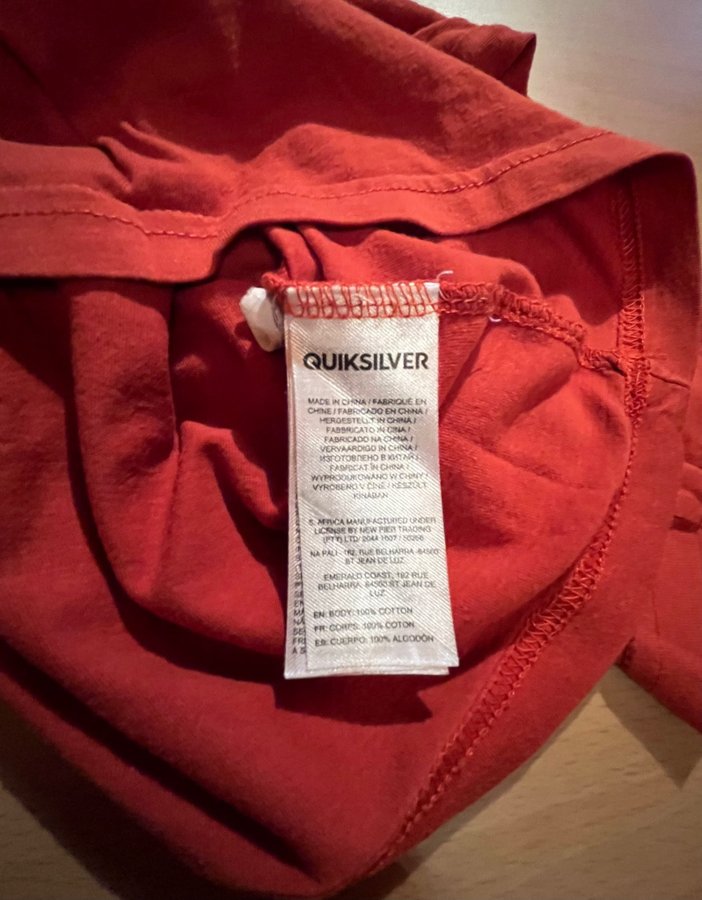 QUIKSILVER
MADE IN CHINA / FABRIQUÉ EN
CHINE / FABRICADO EN CHINA /
HERGESTELLT IN CHINA /
FABBRICATO IN CINA /
FABRICADO NA CHINA /
VERVAARDIGD IN CHINA /
ИЗГОТОВЛЕНО В КИТАЕ /
FABRICAT ÎN CHINA /
WYPRODUKOWANO W CHINY /
VYROBENO V ČÍNĚ / KÉSZÜLT
KÍNÁBAN
S. AFRICA MANUFACTURED UNDER
LICENSE BY NEW PIER TRADING
(PTY) LTD/ 2044 1607 /
NA PALI - 162, RUE BELHARRA -64500
ST JEAN DE LUZ
EMERALD COAST, 162 RUE
BELHARRA, 64500 ST JEAN DE
LUZ
EN: BODY: 100% COTTON
FR: CORPS: 100% COTON
ES: CUERPO: 100% ALGODÓN